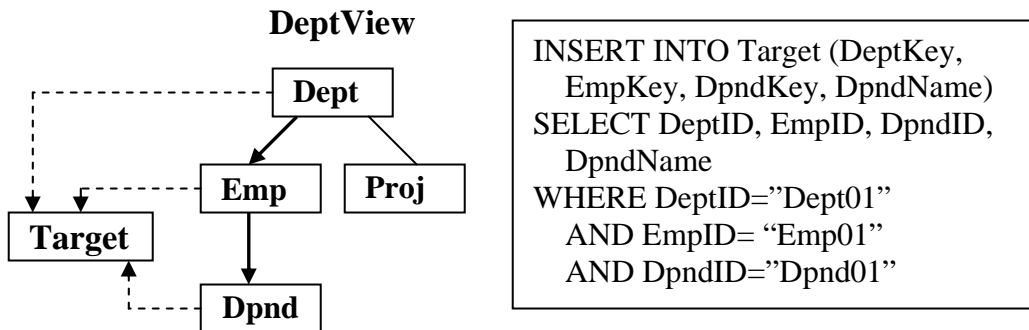 DeptView
Dept
Emp
Proj
Target
Dpnd
INSERT INTO Target (DeptKey,
EmpKey, DpndKey, DpndName)
SELECT DeptID, EmpID, DpndID,
DpndName
WHERE DeptID=”Dept01”
AND EmpID= “Emp01”
AND DpndID=”Dpnd01”